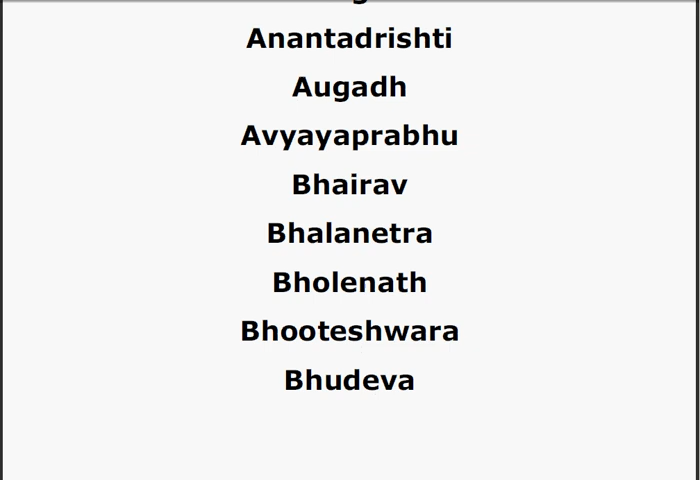 Anantadrishti
Augadh
Avyayaprabhu
Bhairav
Bhalanetra
Bholenath
Bhooteshwara
Bhudeva